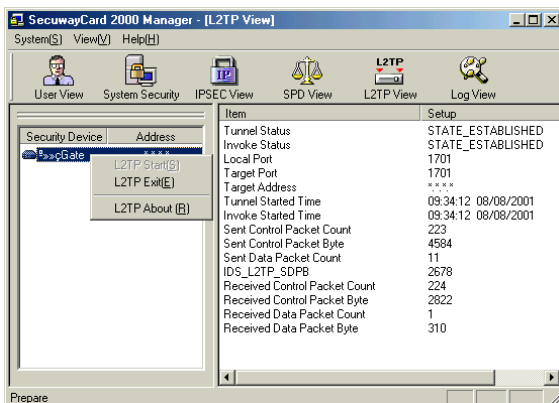 SecuwayCard 2000 Manager - [L2TP View]
System(S) View(V) Help(H)
L2TP
IP
User View System Security IPSEC View SPD View L2TP View Log View
Security Device Address
»»çGate *.*.*.*
L2TP Start(S)
L2TP Exit(E)
L2TP About (R)
Item Setup
Tunnel Status STATE_ESTABLISHED
Invoke Status STATE_ESTABLISHED
Local Port 1701
Target Port 1701
Target Address *.*.*.*
Tunnel Started Time 09:34:12 08/08/2001
Invoke Started Time 09:34:12 08/08/2001
Sent Control Packet Count 223
Sent Control Packet Byte 4584
Sent Data Packet Count 11
IDS_L2TP_SDPB 2678
Received Control Packet Count 224
Received Control Packet Byte 2822
Received Data Packet Count 1
Received Data Packet Byte 310
Prepare